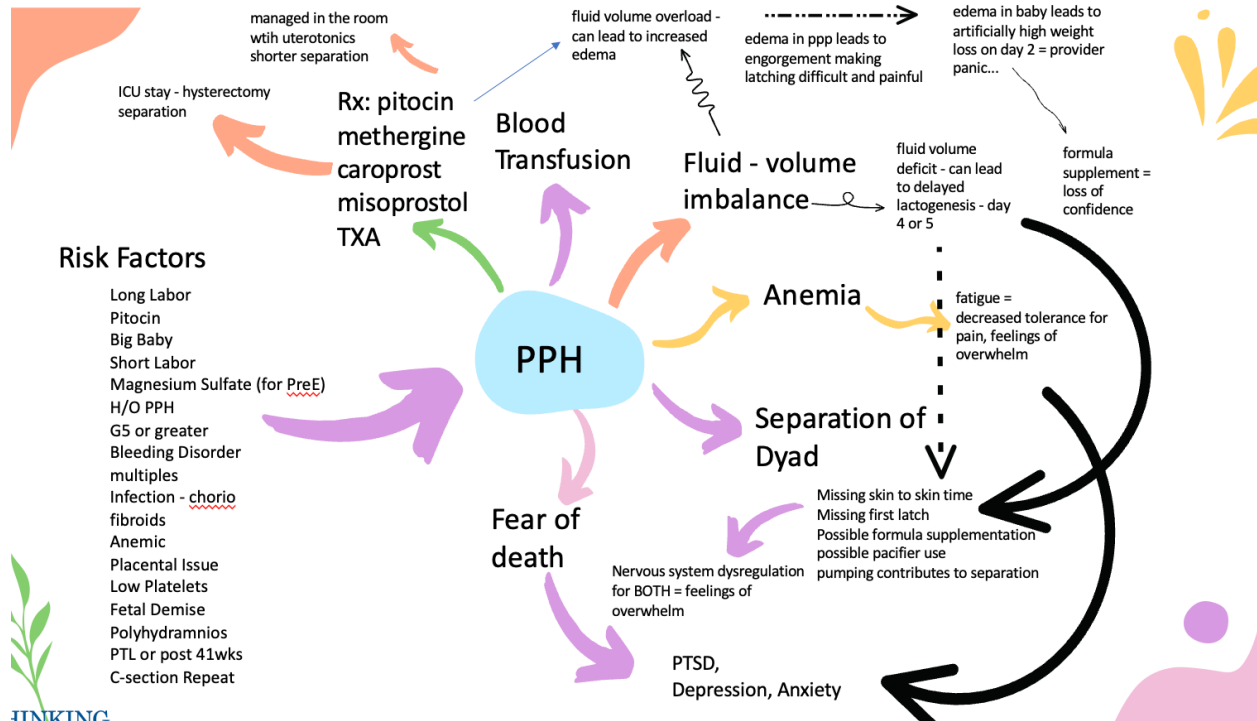 managed in the room
wtih uterotonics
shorter separation
fluid volume overload -
can lead to increased
edema
edema in ppp leads to
engorgement making
latching difficult and painful
edema in baby leads to
artificially high weight
loss on day 2 = provider
panic...
ICU stay - hysterectomy
separation
Rx: pitocin
methergine
caroprost
misoprostol
TXA
Blood
Transfusion
Fluid - volume
imbalance
fluid volume
deficit - can lead
to delayed
lactogenesis - day
4 or 5
formula
supplement =
loss of
confidence
Risk Factors
Long Labor
Pitocin
Big Baby
Short Labor
Magnesium Sulfate (for PreE)
H/O PPH
G5 or greater
Bleeding Disorder
multiples
Infection - chorio
fibroids
Anemic
Placental Issue
Low Platelets
Fetal Demise
Polyhydramnios
PTL or post 41wks
C-section Repeat
PPH
Anemia
fatigue =
decreased tolerance for
pain, feelings of
overwhelm
Separation of
Dyad
Missing skin to skin time
Missing first latch
Possible formula supplementation
possible pacifier use
pumping contributes to separation
Fear of
death
Nervous system dysregulation
for BOTH = feelings of
overwhelm
PTSD,
Depression, Anxiety